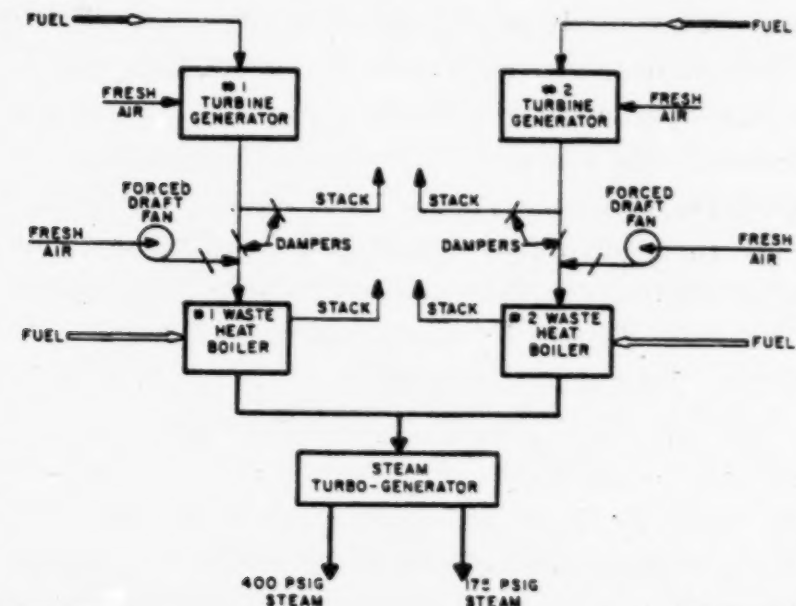 FUEL
FUEL
# 1
TURBINE
GENERATOR
# 2
TURBINE
GENERATOR
FRESH
AIR
FRESH
AIR
STACK
STACK
FORCED
DRAFT
FAN
FORCED
DRAFT
FAN
DAMPERS
DAMPERS
FRESH
AIR
FRESH
AIR
STACK
STACK
# 1 WASTE
HEAT
BOILER
# 2 WASTE
HEAT
BOILER
FUEL
FUEL
STEAM
TURBO-GENERATOR
400 PSIG
STEAM
PSIG
STEAM